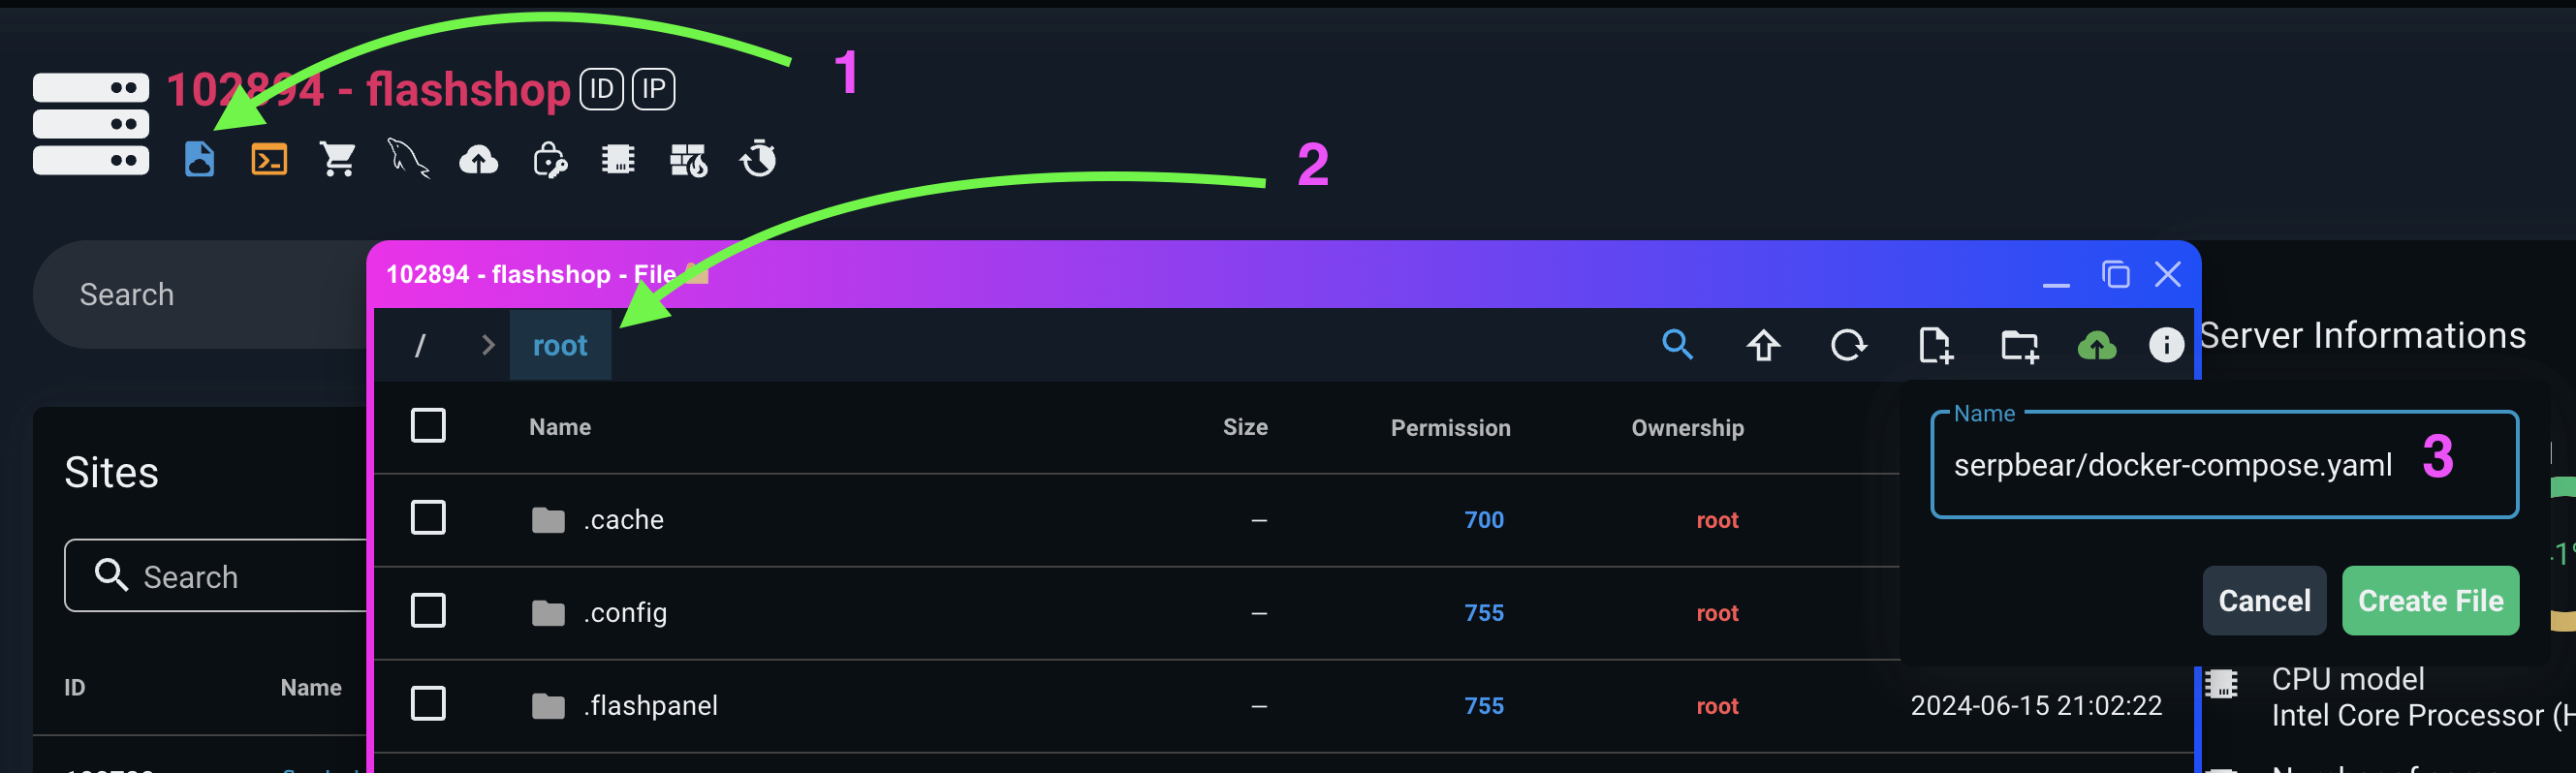 1
102894 - flashshop ID IP
2
Search
102894 - flashshop - File
/ > root
Server Informations
Name
serpbear/docker-compose.yaml 3
Cancel Create File
Sites
Search
ID Name
Name Size Permission Ownership
.cache — 700 root
.config — 755 root
.flashpanel — 755 root 2024-06-15 21:02:22
CPU model
Intel Core Processor (H